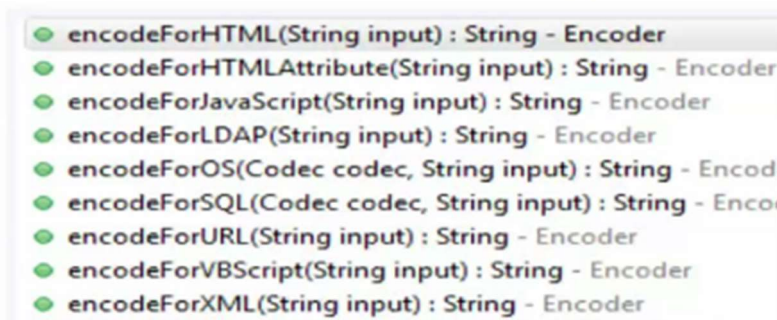 encodeForHTML(String input) : String - Encoder
encodeForHTMLAttribute(String input) : String - Encoder
encodeForJavaScript(String input) : String - Encoder
encodeForLDAP(String input) : String - Encoder
encodeForOS(Codec codec, String input) : String - Encod
encodeForSQL(Codec codec, String input) : String - Enco
encodeForURL(String input) : String - Encoder
encodeForVBScript(String input) : String - Encoder
encodeForXML(String input) : String - Encoder